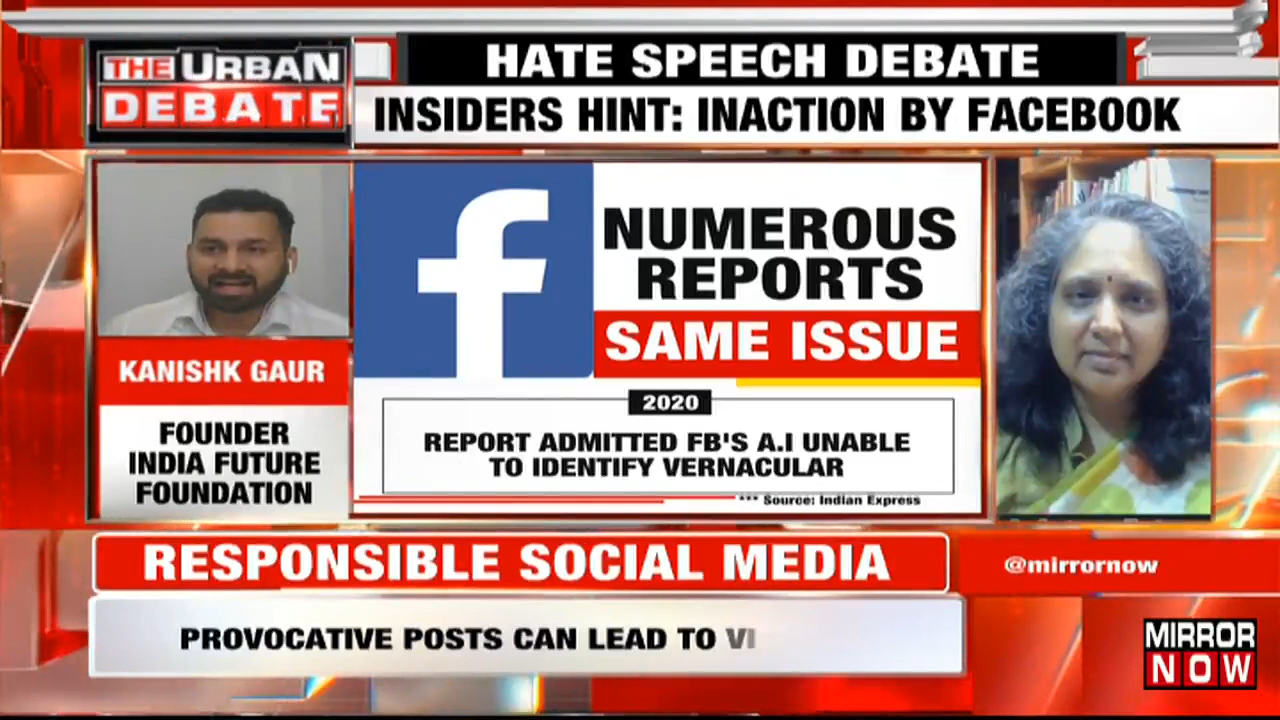 THE URBAN
DEBATE
HATE SPEECH DEBATE
INSIDERS HINT: INACTION BY FACEBOOK
f
NUMEROUS
REPORTS
SAME ISSUE
KANISHK GAUR
FOUNDER
INDIA FUTURE
FOUNDATION
2020
REPORT ADMITTED FB'S A.I UNABLE
TO IDENTIFY VERNACULAR
*** Source: Indian Express
RESPONSIBLE SOCIAL MEDIA
@mirrornow
PROVOCATIVE POSTS CAN LEAD TO VI
MIRROR
NOW